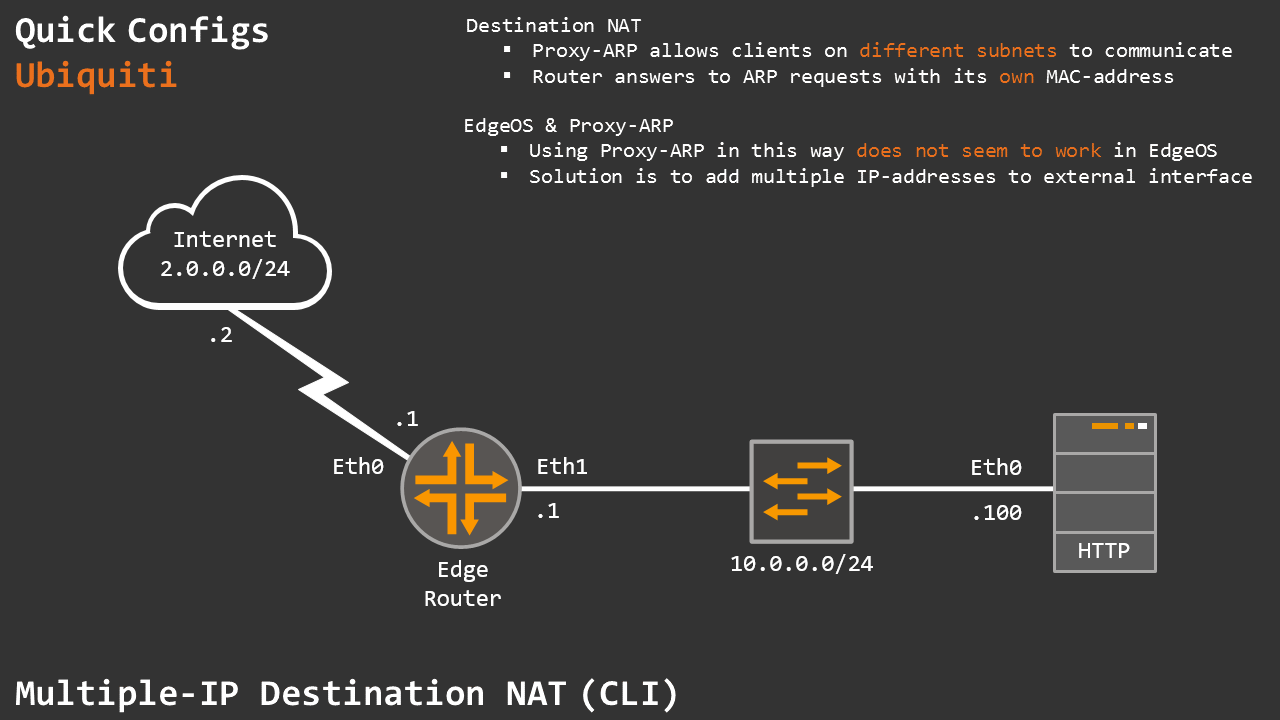 Quick Configs
Ubiquiti
Destination NAT
▪ Proxy-ARP allows clients on different subnets to communicate
▪ Router answers to ARP requests with its own MAC-address
EdgeOS & Proxy-ARP
▪ Using Proxy-ARP in this way does not seem to work in EdgeOS
▪ Solution is to add multiple IP-addresses to external interface
Internet
2.0.0.0/24
.2
.1
Eth0
Eth1
.1
Edge
Router
10.0.0.0/24
Eth0
.100
HTTP
Multiple-IP Destination NAT (CLI)